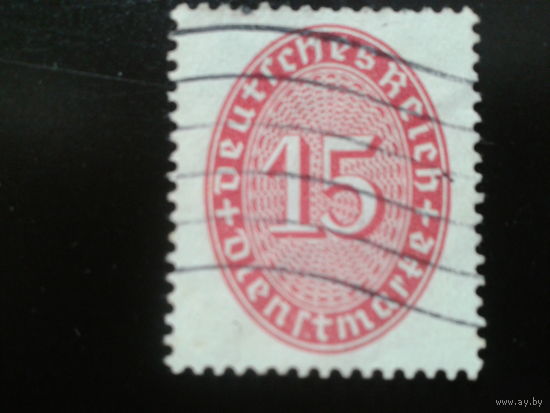 Deutsches Reich
15
+ Dienstmarke +
www.ay.by